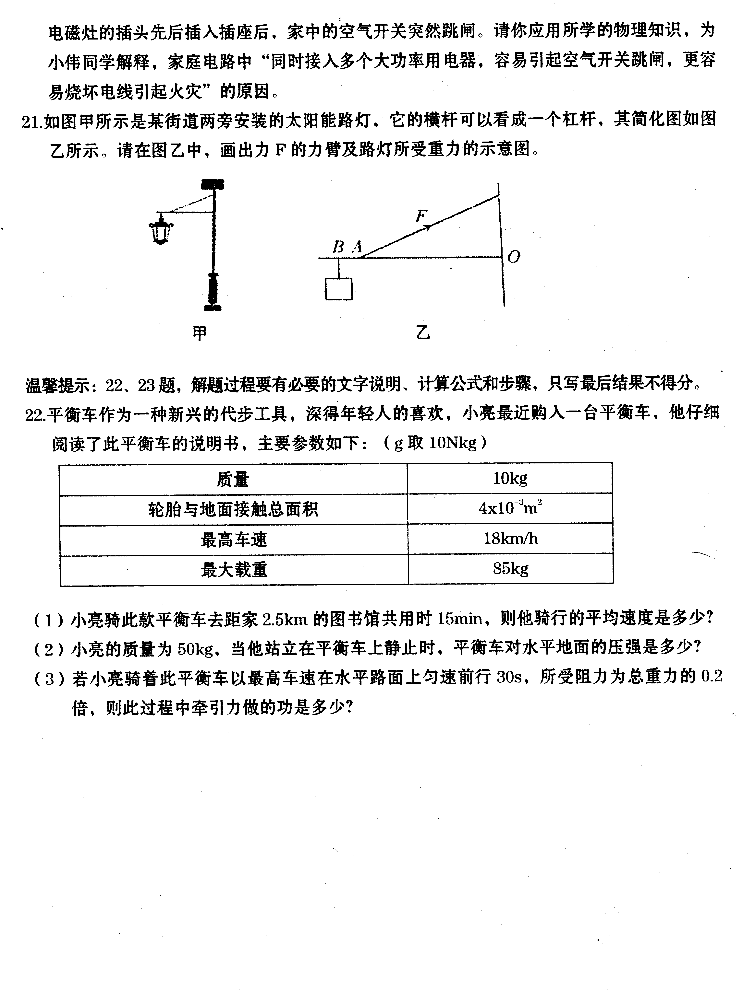 电磁灶的插头先后插入插座后，家中的空气开关突然跳闸。请你应用所学的物理知识，为
小伟同学解释，家庭电路中“同时接入多个大功率用电器，容易引起空气开关跳闸，更容
易烧坏电线引起火灾”的原因。
21.如图甲所示是某街道两旁安装的太阳能路灯，它的横杆可以看成一个杠杆，其简化图如图
乙所示。请在图乙中，画出力 F 的力臂及路灯所受重力的示意图。
F
B A
O
甲
乙
温馨提示：22、23 题，解题过程要有必要的文字说明、计算公式和步骤，只写最后结果不得分。
22.平衡车作为一种新兴的代步工具，深得年轻人的喜欢，小亮最近购入一台平衡车，他仔细
阅读了此平衡车的说明书，主要参数如下：（g 取 10Nkg）
质量 10kg
轮胎与地面接触总面积 4x10⁻³m²
最高车速 18km/h
最大载重 85kg
（1）小亮骑此款平衡车去距家 2.5km 的图书馆共用时 15min，则他骑行的平均速度是多少？
（2）小亮的质量为 50kg，当他站立在平衡车上静止时，平衡车对水平地面的压强是多少？
（3）若小亮骑着此平衡车以最高车速在水平路面上匀速前行 30s，所受阻力为总重力的 0.2
倍，则此过程中牵引力做的功是多少？